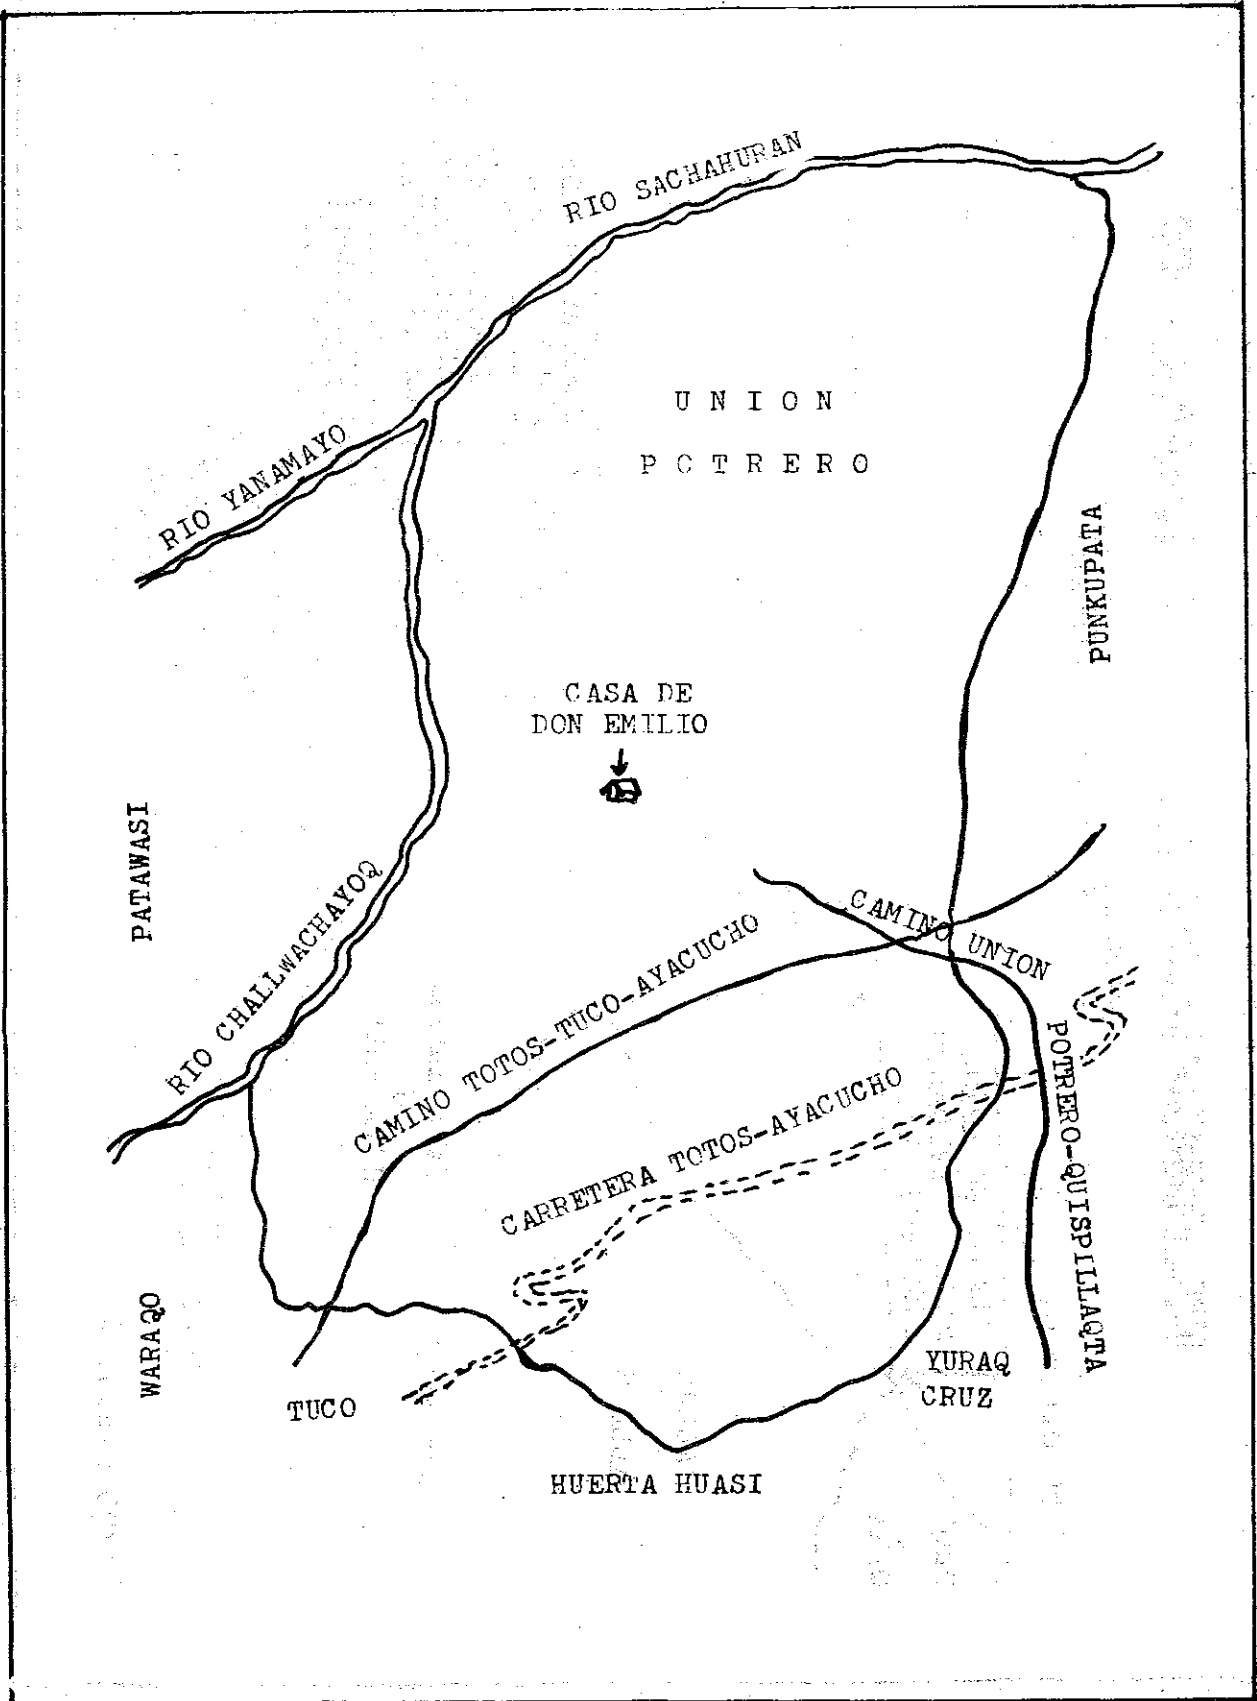 RIO SACHAHURAN
UNION
POTRERO
RIO YANAMAYO
PUNKUPATA
CASA DE
DON EMILIO
PATAWASI
RIO CHALLWACHAYOQ
CAMINO UNION
POTRERO-QUISPILLAQTA
CAMINO TOTOS-TUCO-AYACUCHO
CARRETERA TOTOS-AYACUCHO
WARAQO
TUCO
YURAQ
CRUZ
HUERTA HUASI